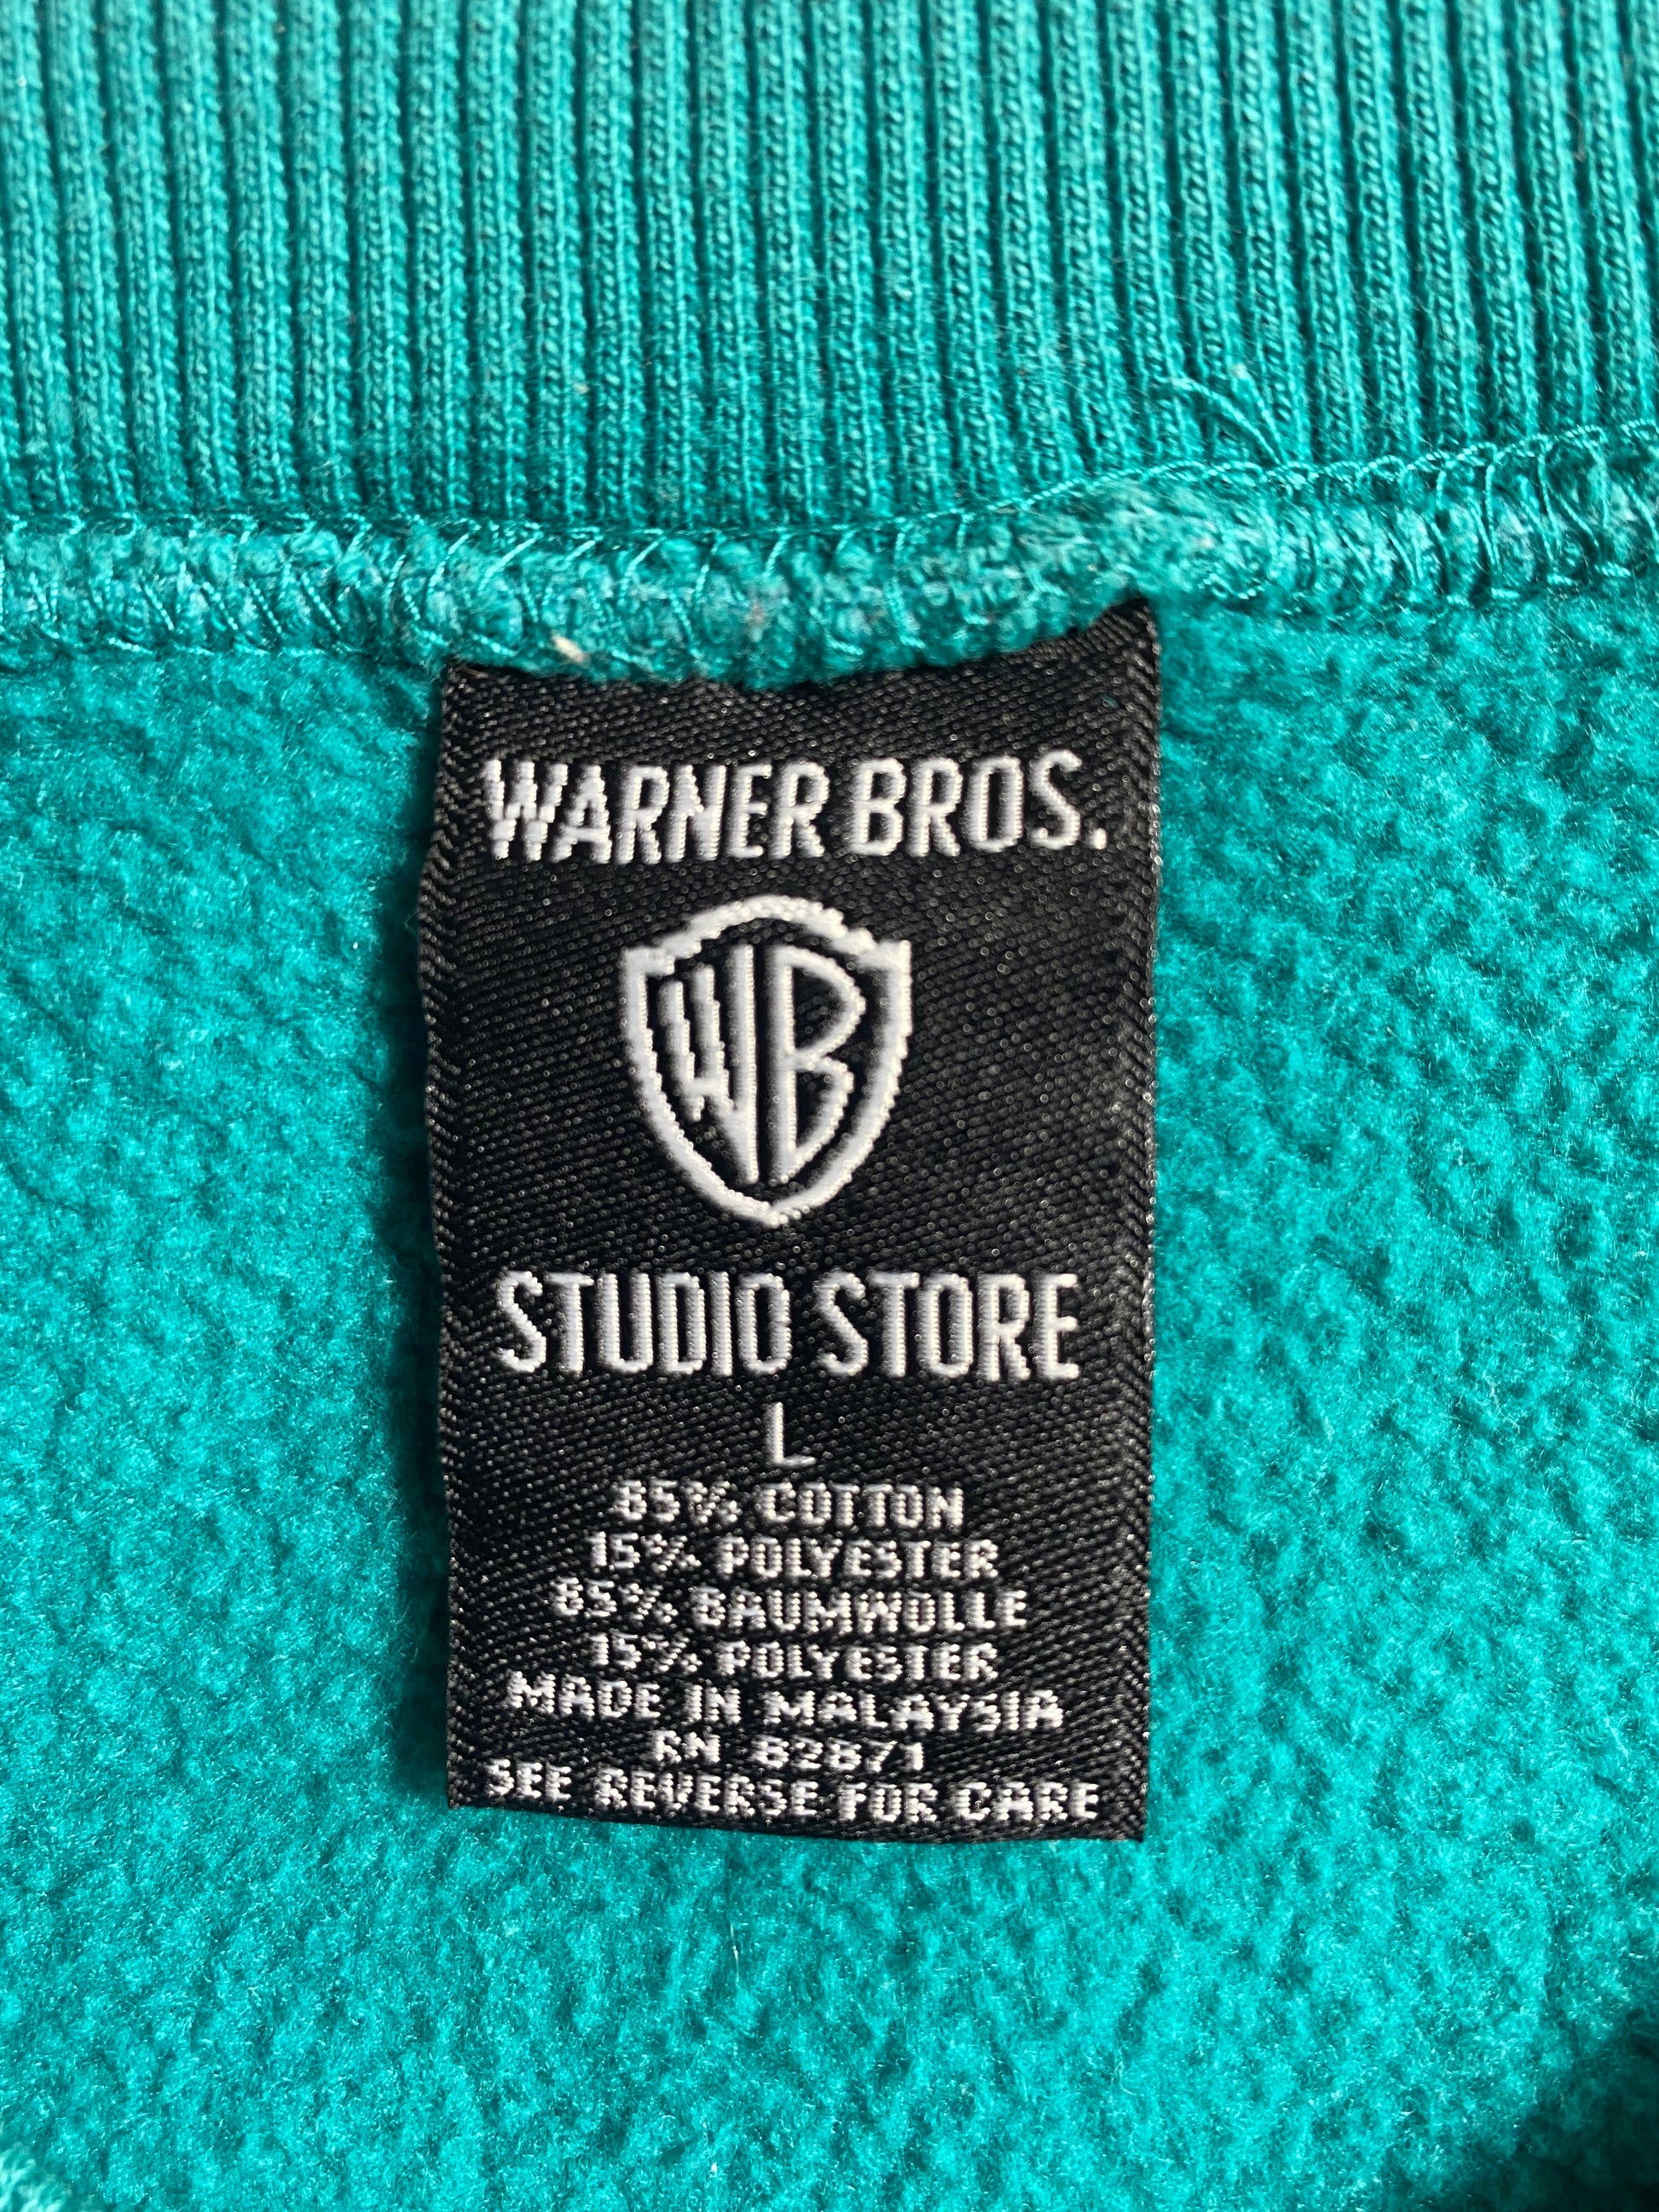 WARNER BROS.
WB
STUDIO STORE
L
85% COTTON
15% POLYESTER
85% BAUMWOLLE
15% POLYESTER
MADE IN MALAYSIA
RN 82871
SEE REVERSE FOR CARE